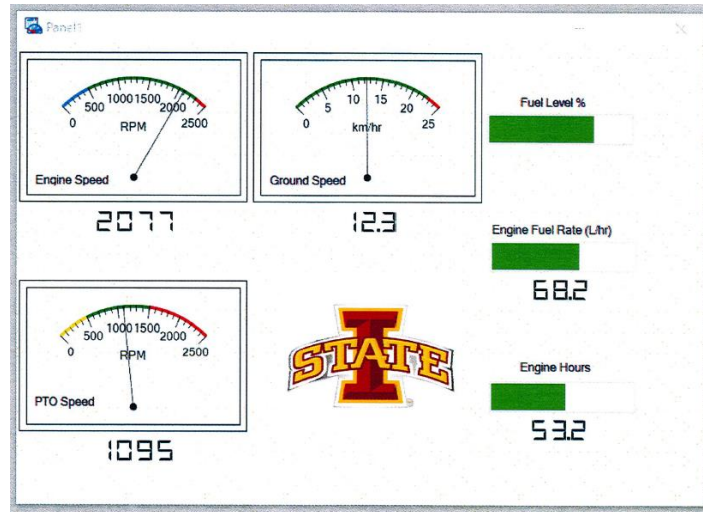 Panel1
0 500 1000 1500 2000 2500
RPM
Engine Speed
2077
0 5 10 15 20 25
km/hr
Ground Speed
12.3
Fuel Level %
Engine Fuel Rate (L/hr)
68.2
0 500 1000 1500 2000 2500
RPM
PTO Speed
1095
I
STATE
Engine Hours
53.2